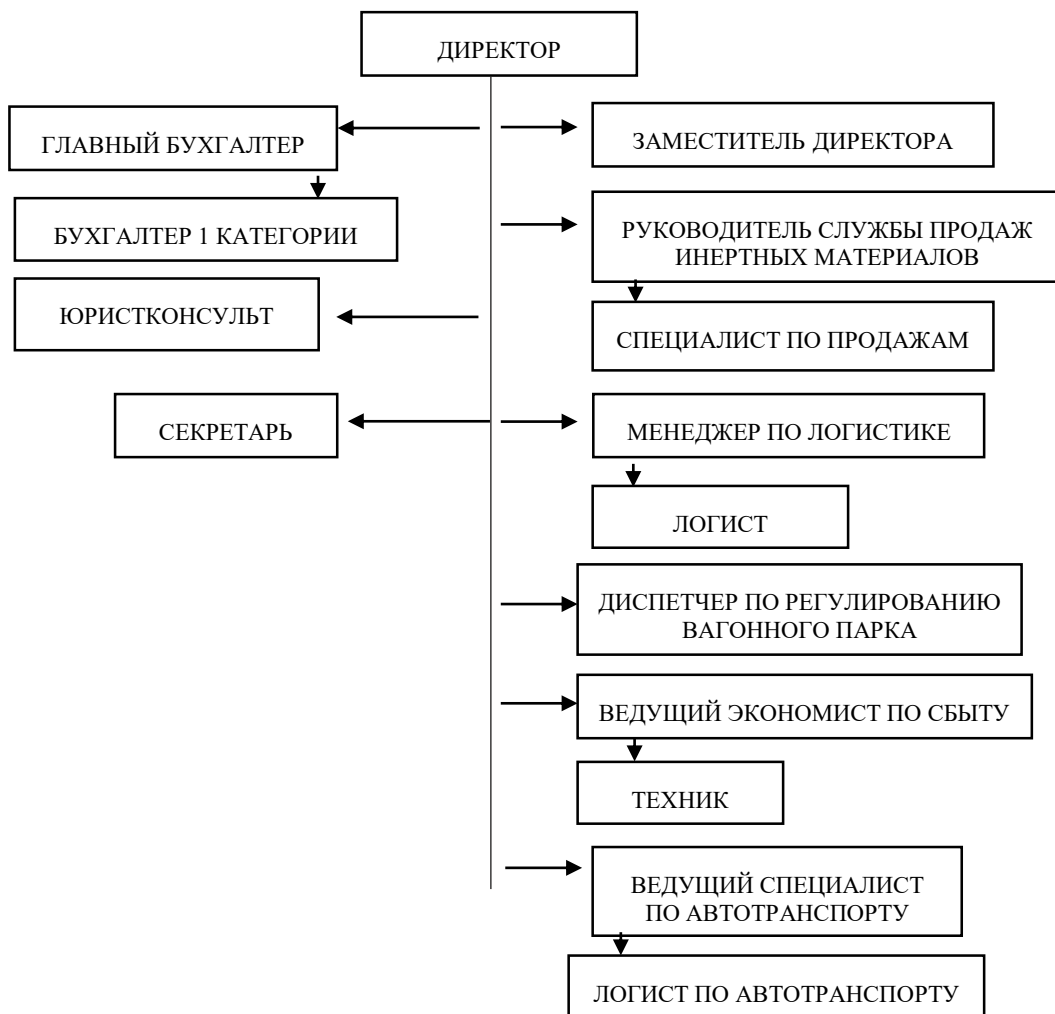 ДИРЕКТОР
ГЛАВНЫЙ БУХГАЛТЕР
ЗАМЕСТИТЕЛЬ ДИРЕКТОРА
БУХГАЛТЕР 1 КАТЕГОРИИ
РУКОВОДИТЕЛЬ СЛУЖБЫ ПРОДАЖ
ИНЕРТНЫХ МАТЕРИАЛОВ
ЮРИСТКОНСУЛЬТ
СПЕЦИАЛИСТ ПО ПРОДАЖАМ
СЕКРЕТАРЬ
МЕНЕДЖЕР ПО ЛОГИСТИКЕ
ЛОГИСТ
ДИСПЕТЧЕР ПО РЕГУЛИРОВАНИЮ
ВАГОННОГО ПАРКА
ВЕДУЩИЙ ЭКОНОМИСТ ПО СБЫТУ
ТЕХНИК
ВЕДУЩИЙ СПЕЦИАЛИСТ
ПО АВТОТРАНСПОРТУ
ЛОГИСТ ПО АВТОТРАНСПОРТУ